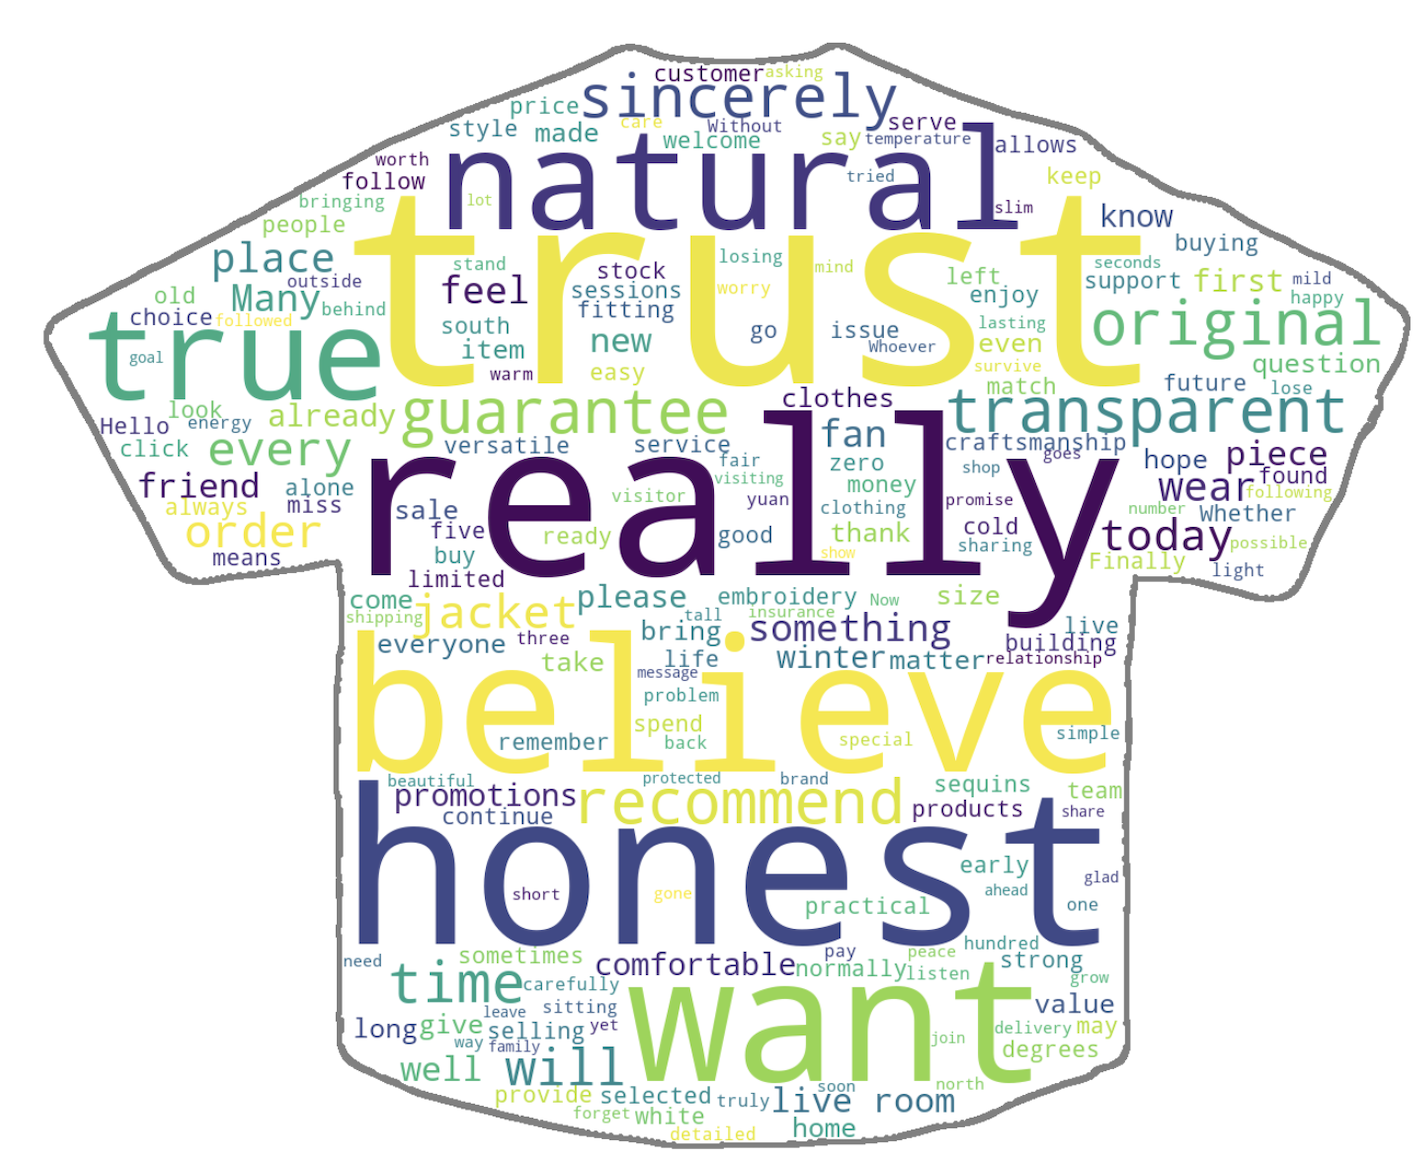 customer asking
sincerely
price
style made care Without say serve
welcome temperature allows
natural
worth
follow tried keep
bringing lot slim
people know
trust
place stand losing buying
outside feel stock mind left seconds
old Many sessions worry enjoy support first mild
choice behind fitting happy
followed south go issue lasting original
true item new Whoever even
goal warm easy survive question
match future lose
clothes
Hello look already guarantee fan transparent
energy
click every versatile service zero craftsmanship hope piece
fair shop goes
friend alone visitor visiting money wear found
always miss really yuan promise following
order sale five clothing number Whether
means buy ready good thank cold today possible
show sharing Finally
limited light
come jacket please embroidery Now size
shipping tall insurance
everyone three bring something live
building
take life winter matter relationship
message
believe problem
spend
remember back special simple
beautiful protected brand sequins
promotions recommend products team
continue share
honest
early
short gone ahead glad
practical one
need sometimes pay peace hundred
comfortable normally listen strong
time carefully grow
want
long give leave sitting value
selling yet delivery may
way family join degrees
well will
soon north
provide selected truly live room
forget white
detailed home